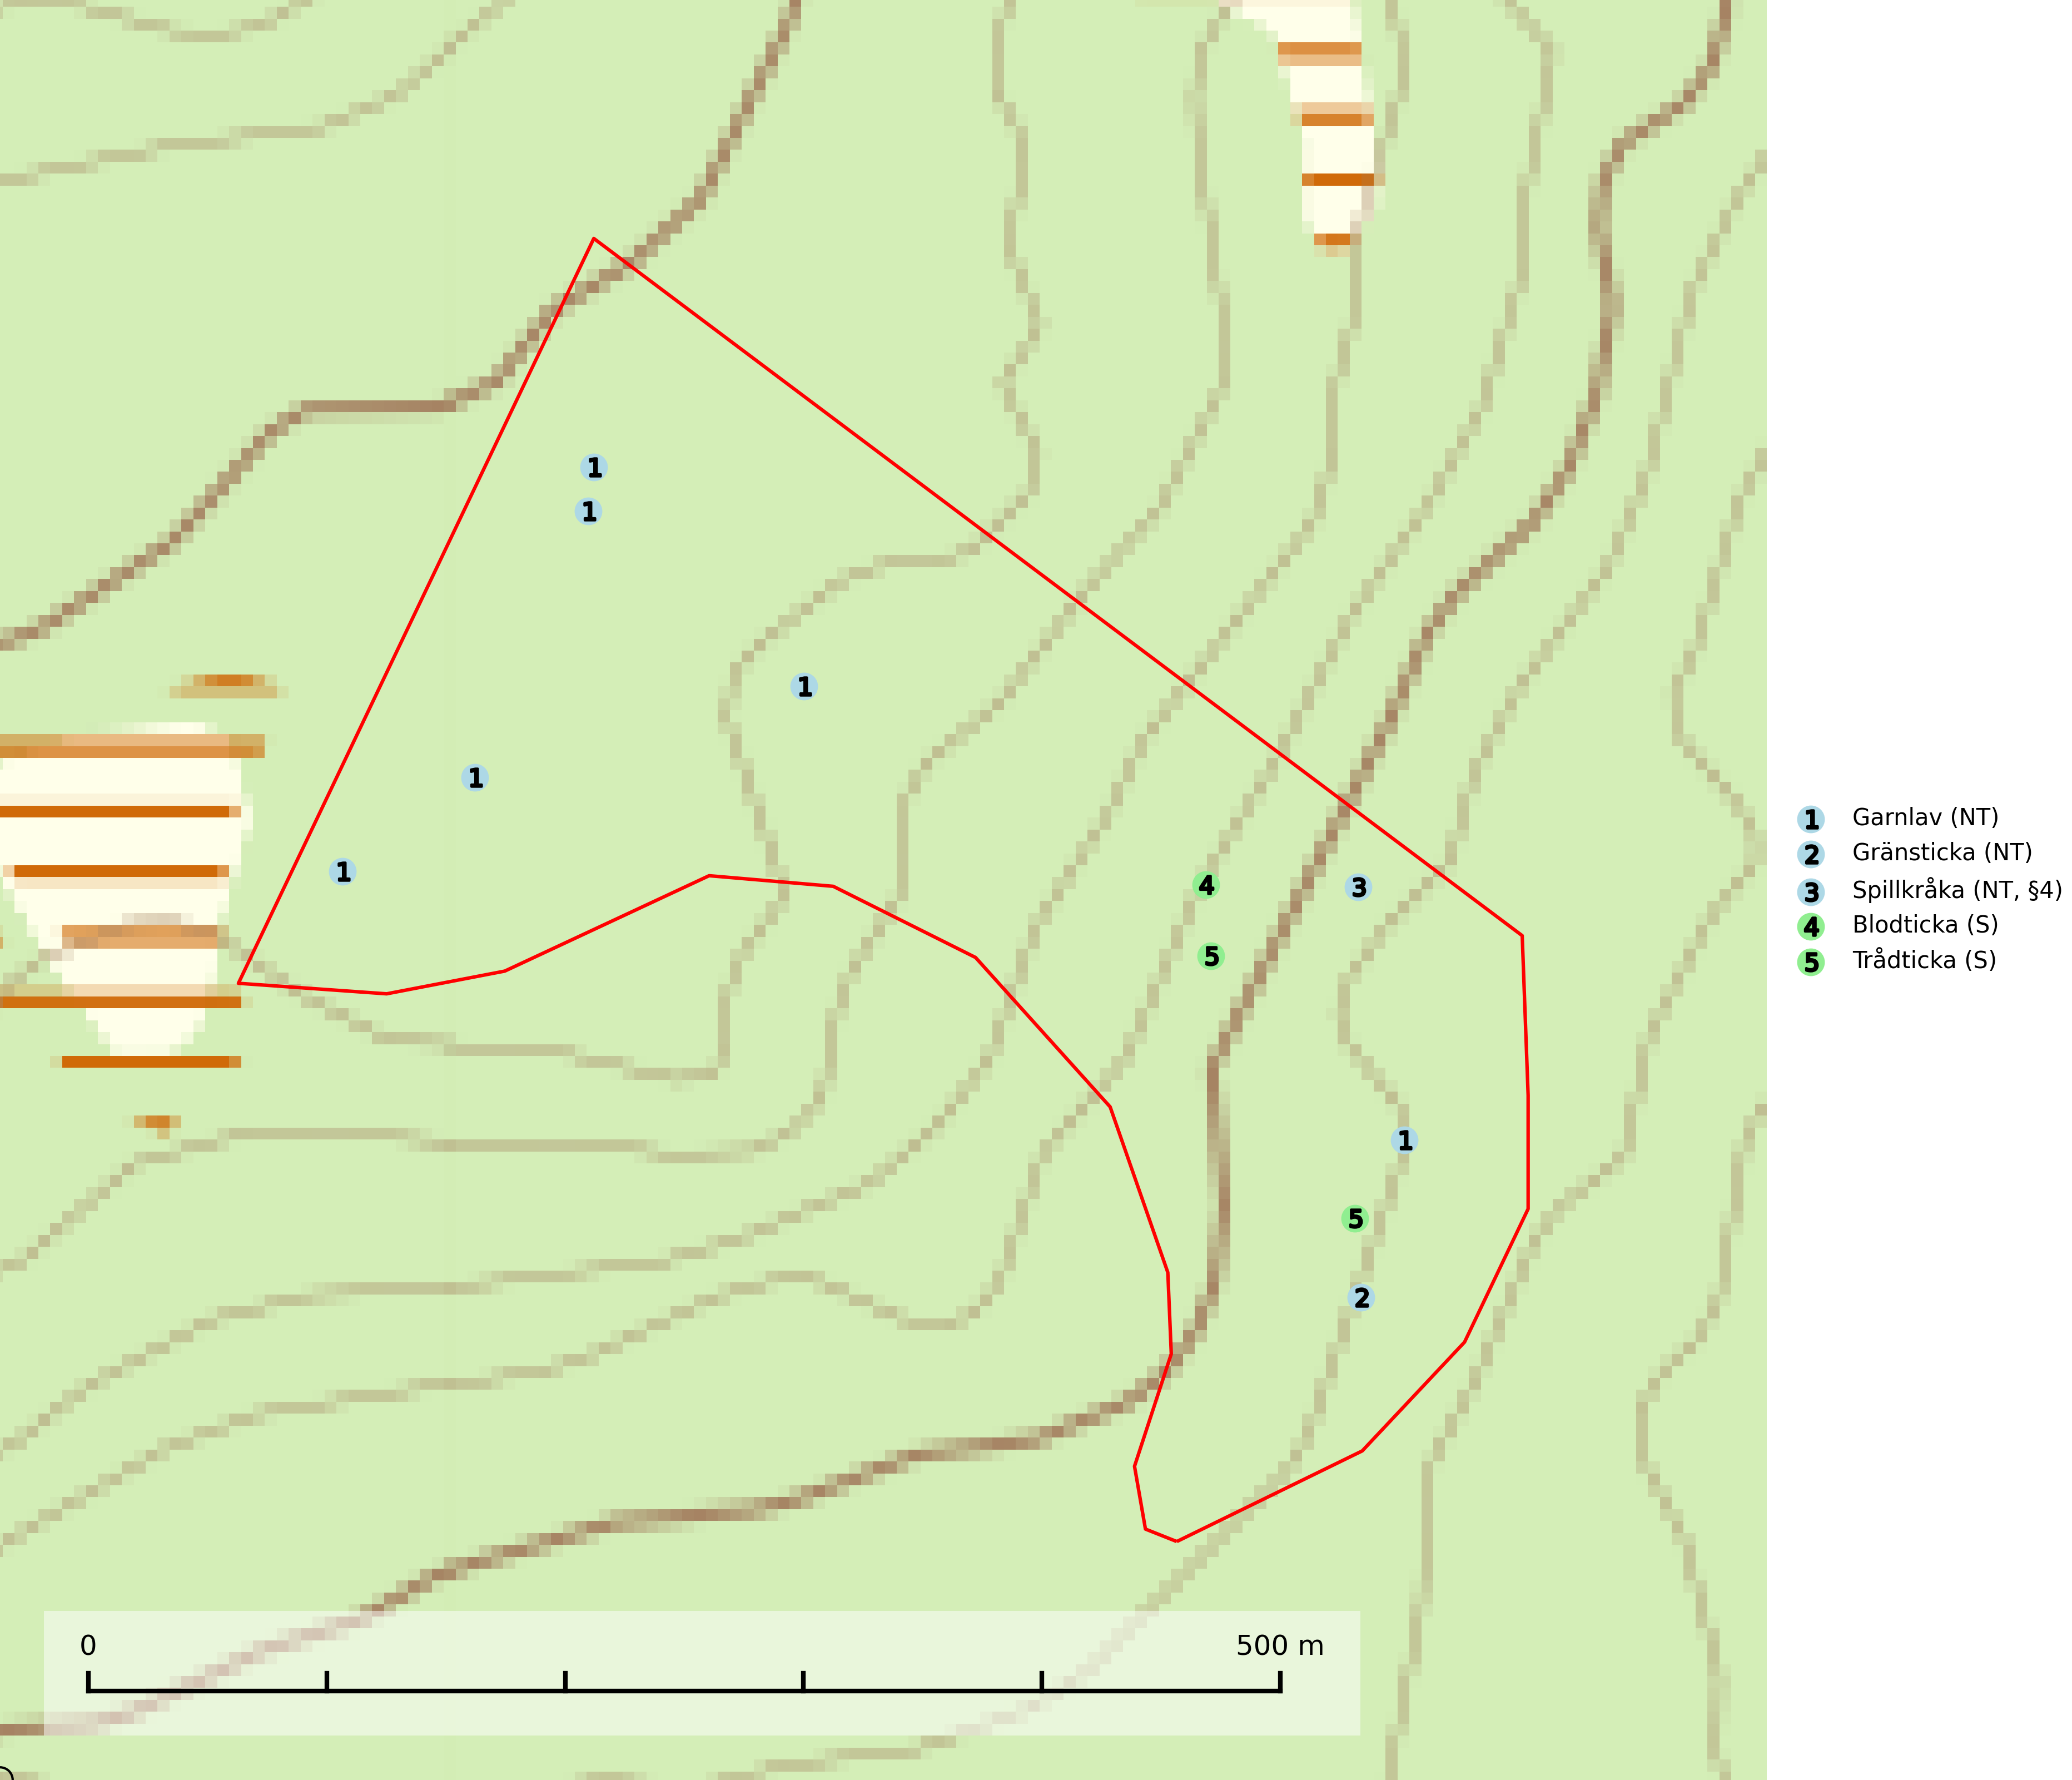 1
1
1
1
1
4
3
5
1
5
2
1 Garnlav (NT)
2 Gränsticka (NT)
3 Spillkråka (NT, §4)
4 Blodticka (S)
5 Trådticka (S)
0 500 m